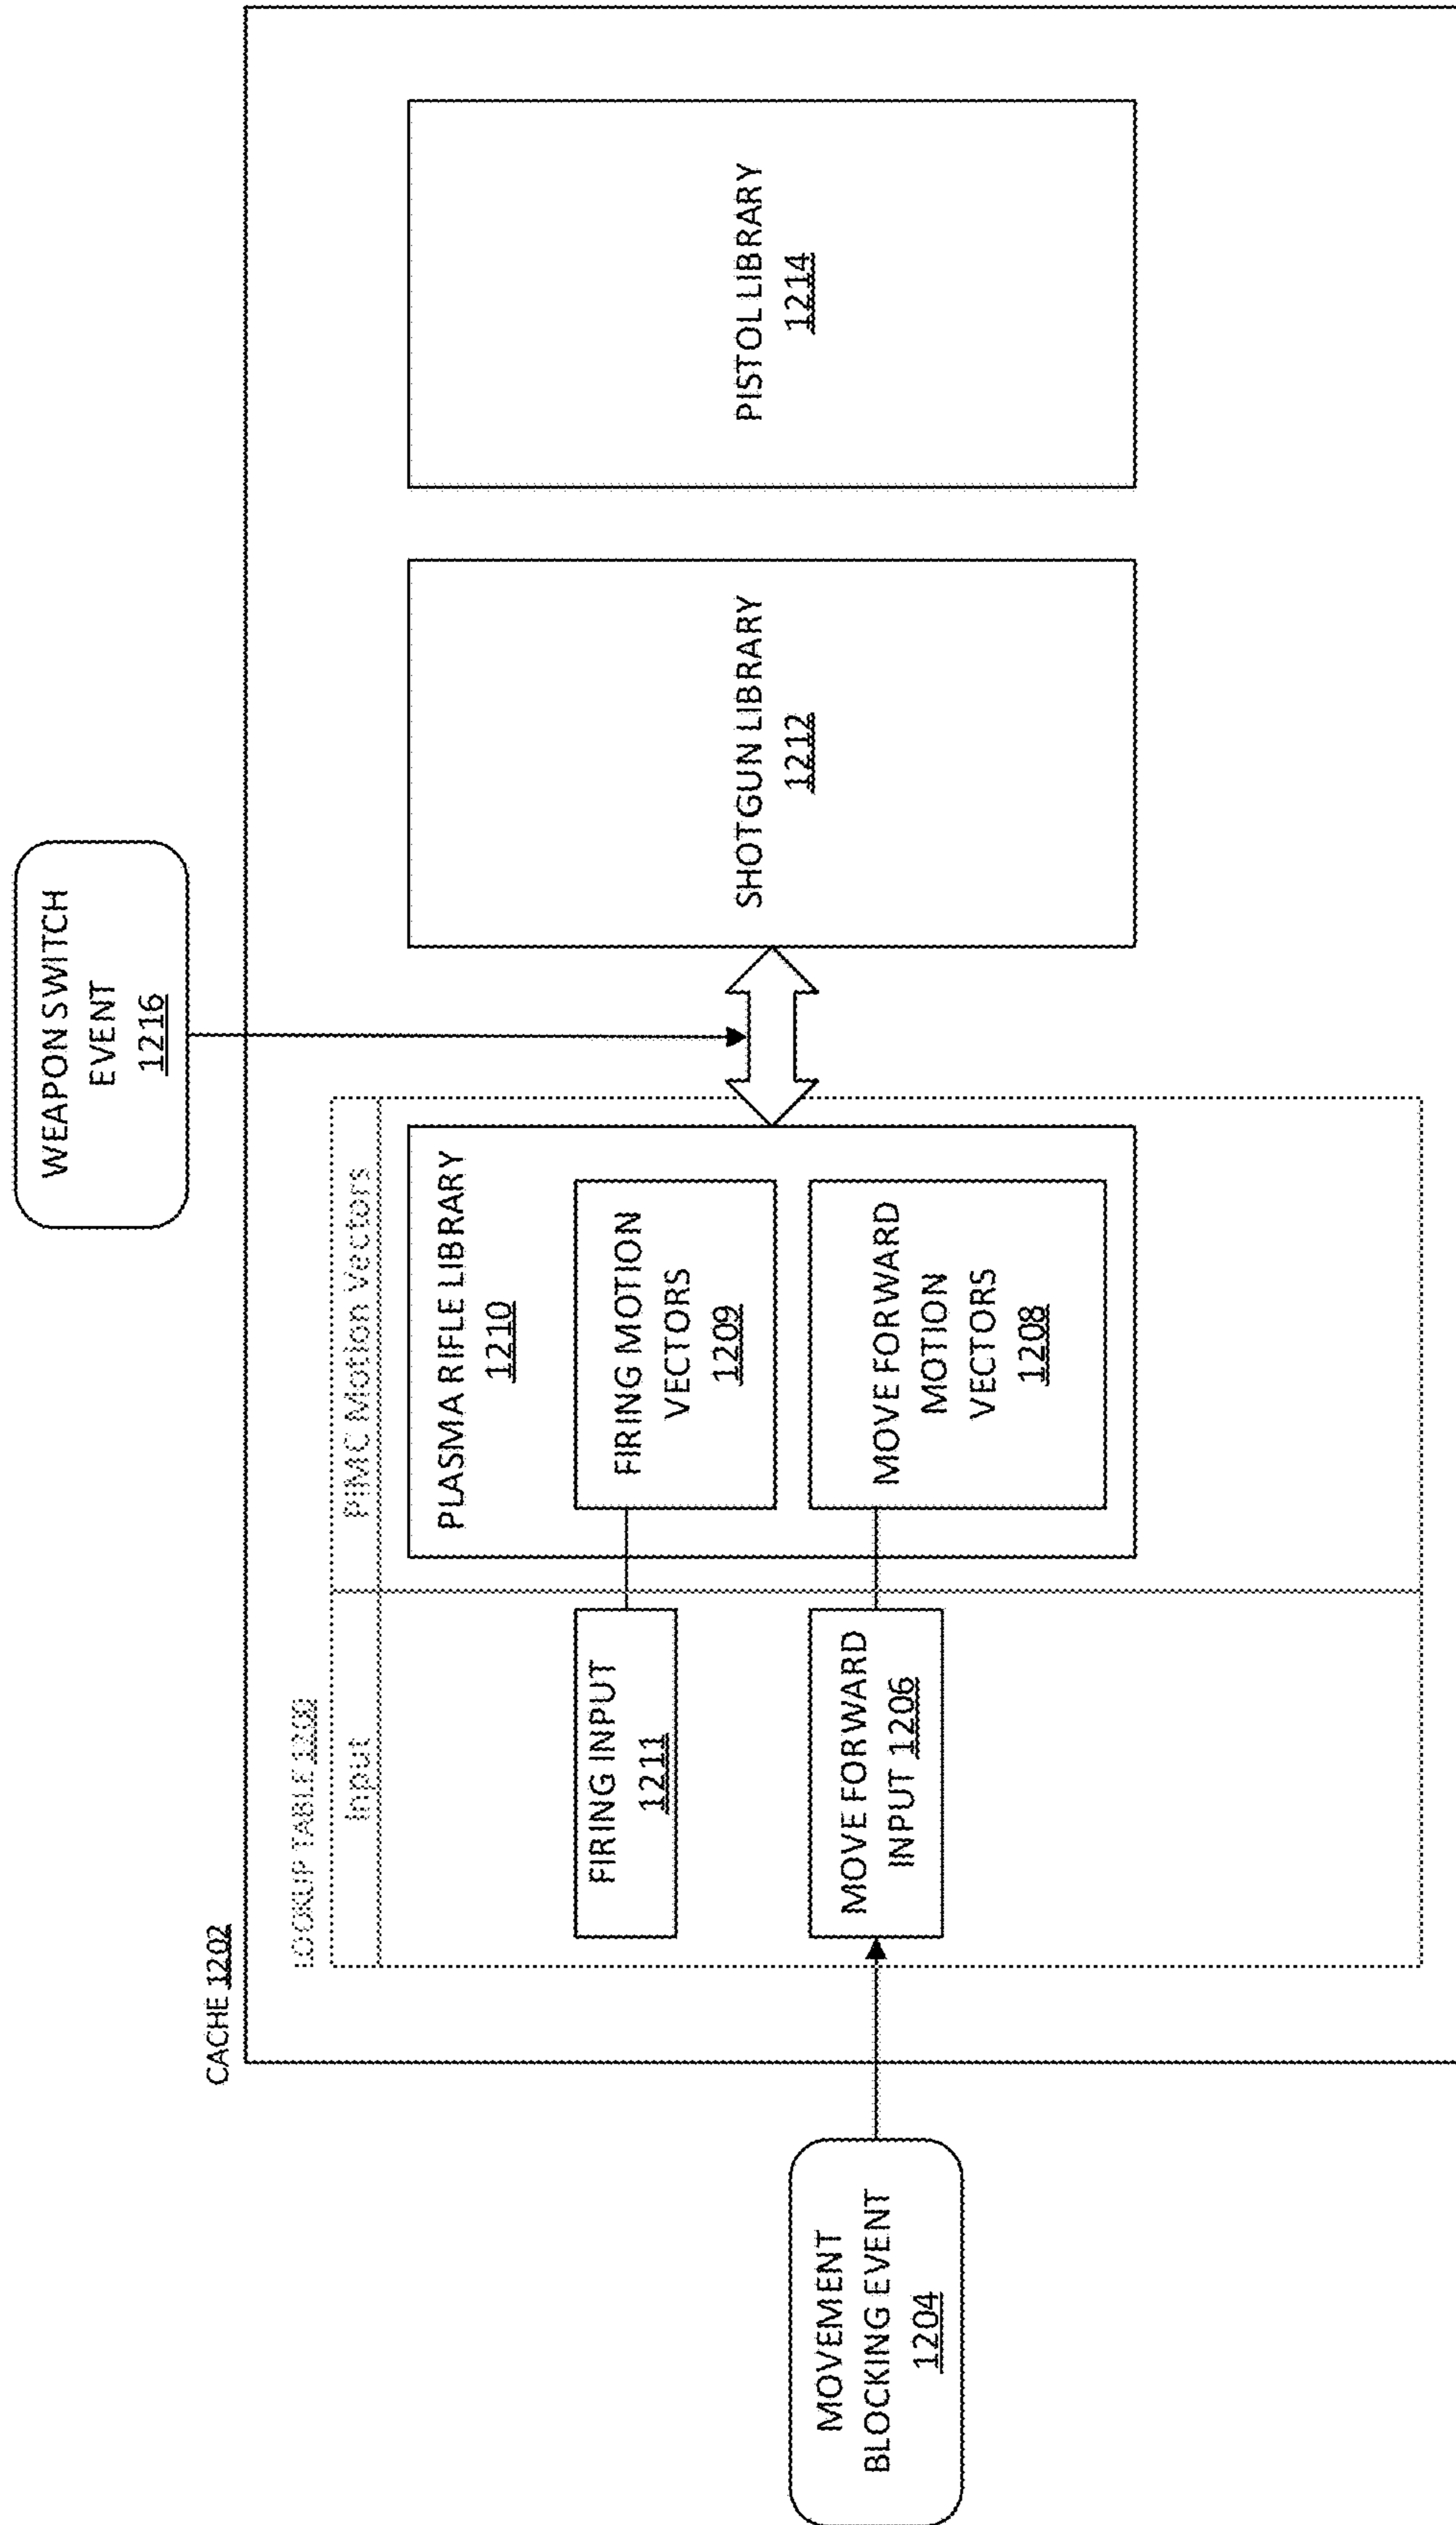 WEAPON SWITCH
EVENT
1216
CACHE 1202
LOOKUP TABLE 1200
Input
PIMC Motion Vectors
PLASMA RIFLE LIBRARY
1210
FIRING INPUT
1211
FIRING MOTION
VECTORS
1209
MOVE FORWARD
INPUT 1206
MOVE FORWARD
MOTION
VECTORS
1208
SHOTGUN LIBRARY
1212
PISTOL LIBRARY
1214
MOVEMENT
BLOCKING EVENT
1204